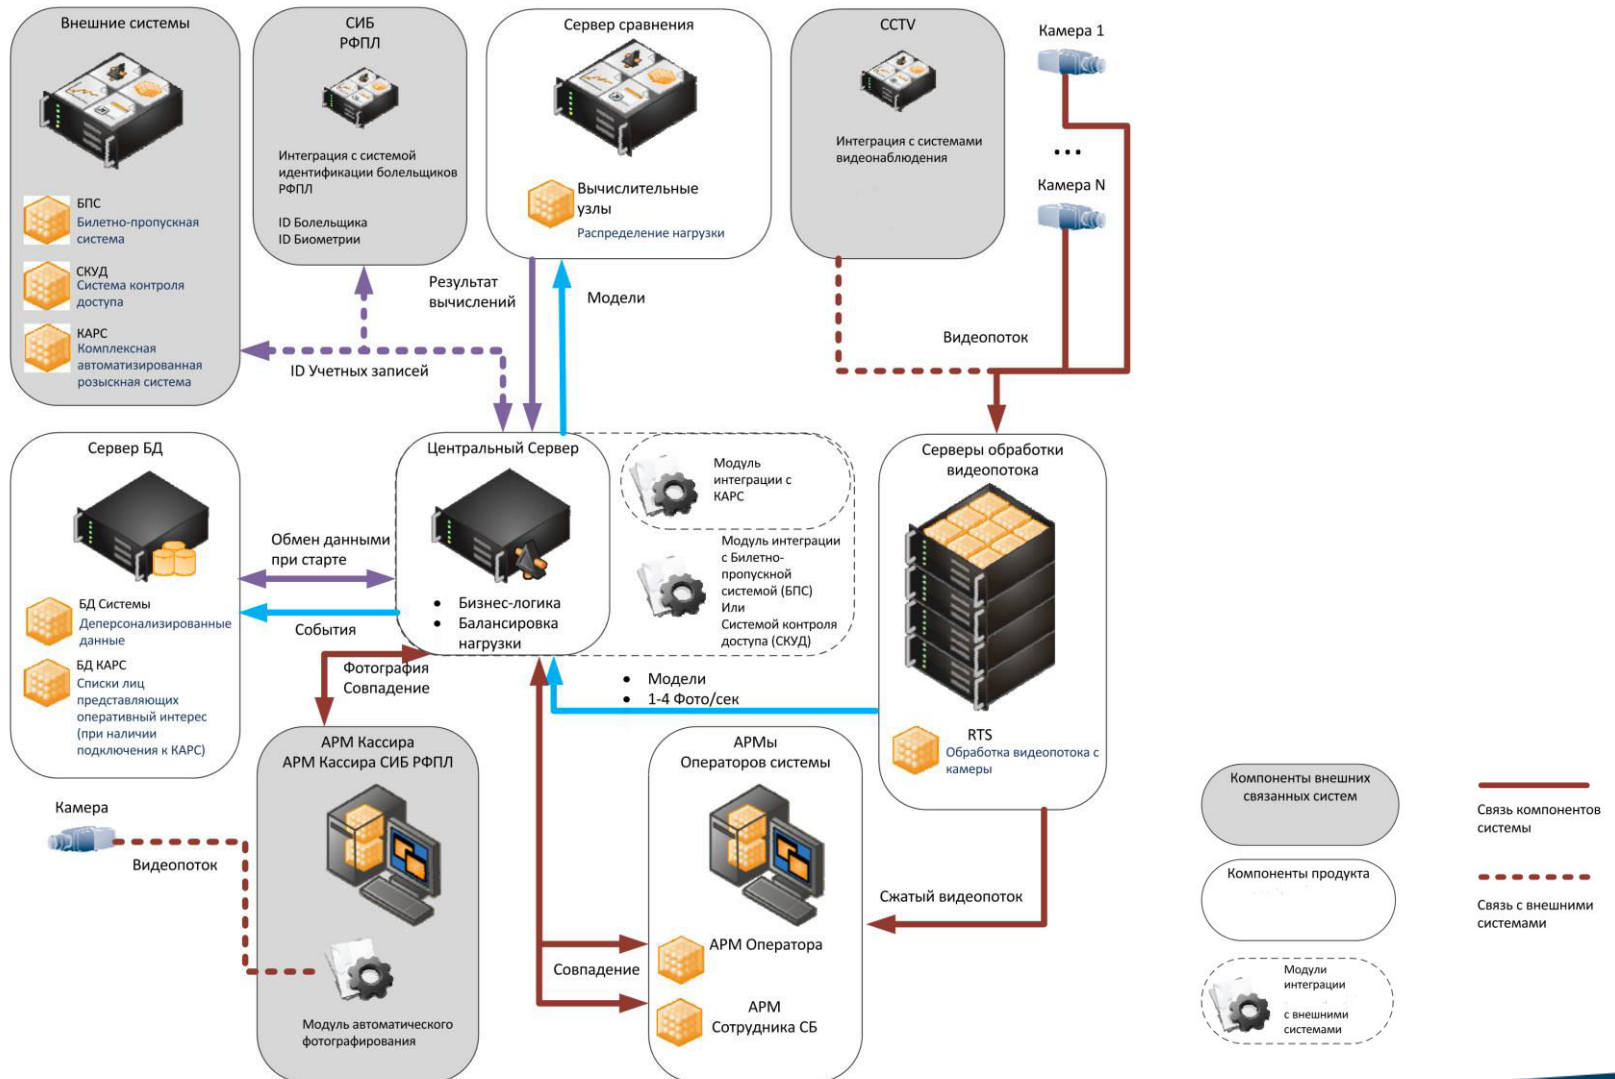 Внешние системы
БПС
Билетно-пропускная
система
СКУД
Система контроля
доступа
КАРС
Комплексная
автоматизированная
розыскная система
СИБ
РФПЛ
Интеграция с системой
идентификации болельщиков
РФПЛ
ID Болельщика
ID Биометрии
Сервер сравнения
Вычислительные
узлы
Распределение нагрузки
CCTV
Интеграция с системами
видеонаблюдения
Камера 1
...
Камера N
Видеопоток
Результат
вычислений
Модели
ID Учетных записей
Сервер БД
БД Системы
Деперсонализированные
данные
БД КАРС
Списки лиц
представляющих
оперативный интерес
(при наличии
подключения к КАРС)
Обмен данными
при старте
События
Центральный Сервер
• Бизнес-логика
• Балансировка
нагрузки
Модуль
интеграции с
КАРС
Модуль интеграции
с Билетно-
пропускной
системой (БПС)
Или
Системой контроля
доступа (СКУД)
Серверы обработки
видеопотока
RTS
Обработка видеопотока с
камеры
Фотография
Совпадение
• Модели
• 1-4 Фото/сек
Камера
Видеопоток
АРМ Кассира
АРМ Кассира СИБ РФПЛ
Модуль автоматического
фотографирования
АРМы
Операторов системы
АРМ Оператора
АРМ
Сотрудника СБ
Совпадение
Сжатый видеопоток
Компоненты внешних
связанных систем
Компоненты продукта
Модули
интеграции
с внешними
системами
Связь компонентов
системы
Связь с внешними
системами